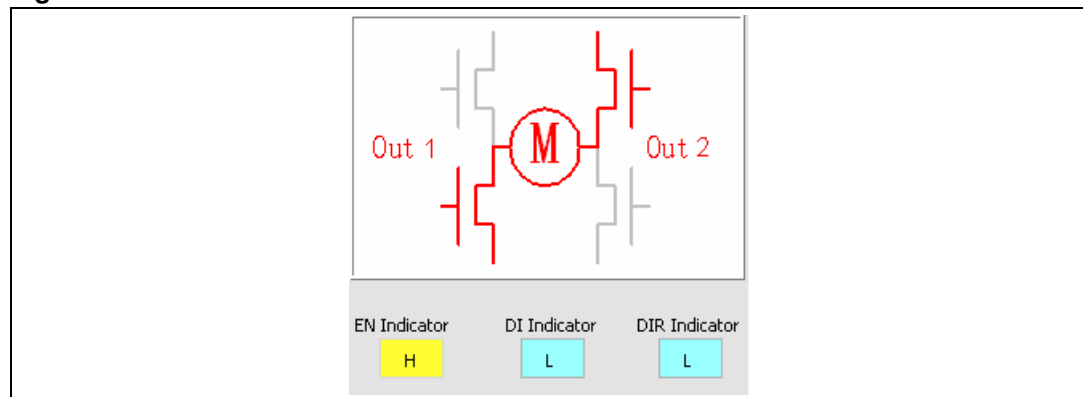 Out 1
M
Out 2
EN Indicator DI Indicator DIR Indicator
H L L